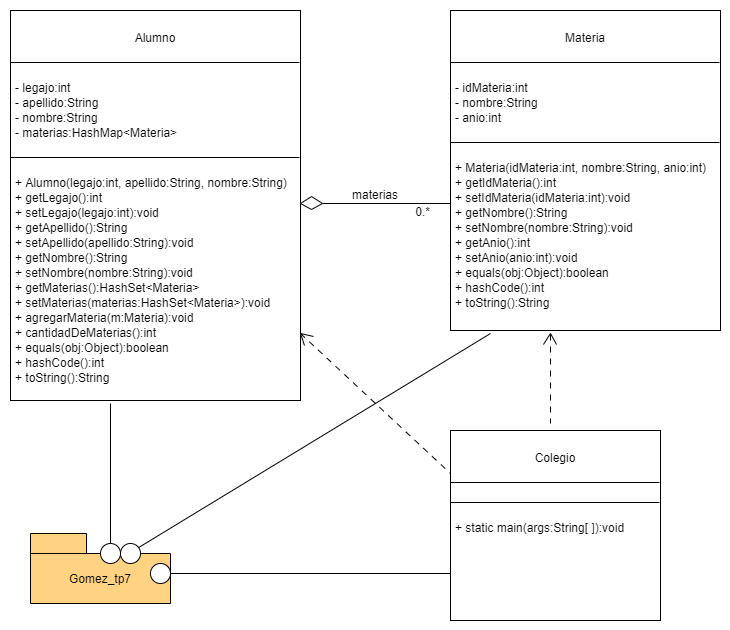 Alumno
- legajo:int
- apellido:String
- nombre:String
- materias:HashMap<Materia>
+ Alumno(legajo:int, apellido:String, nombre:String)
+ getLegajo():int
+ setLegajo(legajo:int):void
+ getApellido():String
+ setApellido(apellido:String):void
+ getNombre():String
+ setNombre(nombre:String):void
+ getMaterias():HashSet<Materia>
+ setMaterias(materias:HashSet<Materia>):void
+ agregarMateria(m:Materia):void
+ cantidadDeMaterias():int
+ equals(obj:Object):boolean
+ hashCode():int
+ toString():String
materias
0.*
Materia
- idMateria:int
- nombre:String
- anio:int
+ Materia(idMateria:int, nombre:String, anio:int)
+ getIdMateria():int
+ setIdMateria(idMateria:int):void
+ getNombre():String
+ setNombre(nombre:String):void
+ getAnio():int
+ setAnio(anio:int):void
+ equals(obj:Object):boolean
+ hashCode():int
+ toString():String
Colegio
+ static main(args:String[ ]):void
Gomez_tp7